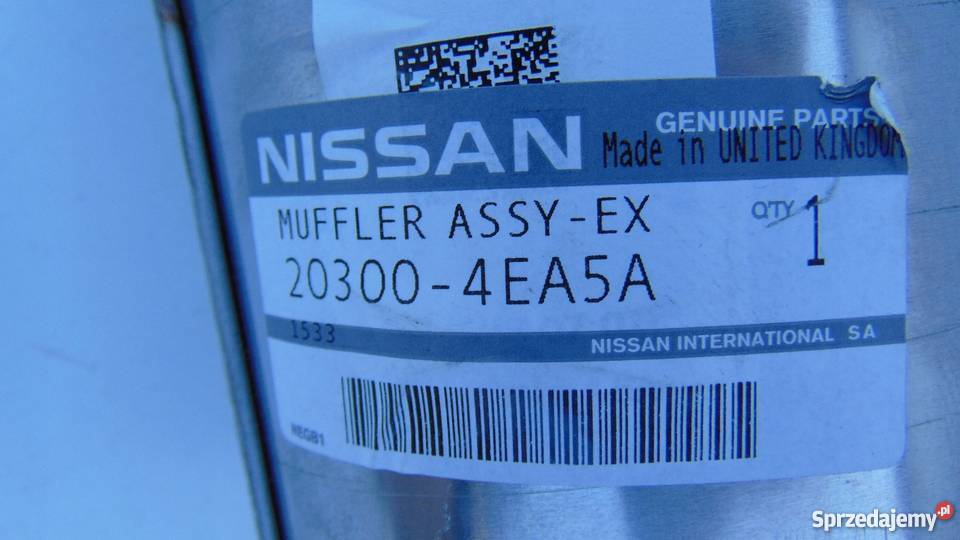 NISSAN
GENUINE PARTS
Made in UNITED KINGDOM
MUFFLER ASSY-EX
QTY 1
20300-4EA5A
1533
NISSAN INTERNATIONAL SA
NEGB1
Sprzedajemy.pl